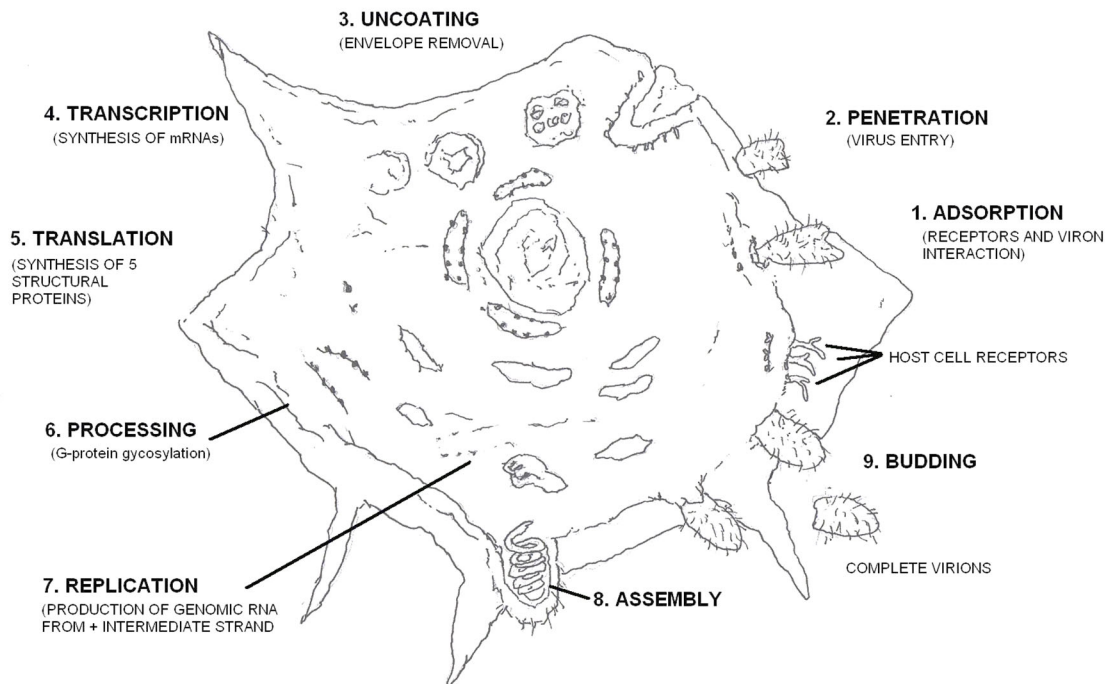 3. UNCOATING
(ENVELOPE REMOVAL)
4. TRANSCRIPTION
(SYNTHESIS OF mRNAs)
2. PENETRATION
(VIRUS ENTRY)
1. ADSORPTION
(RECEPTORS AND VIRON
INTERACTION)
5. TRANSLATION
(SYNTHESIS OF 5
STRUCTURAL
PROTEINS)
HOST CELL RECEPTORS
6. PROCESSING
(G-protein gycosylation)
9. BUDDING
COMPLETE VIRIONS
7. REPLICATION
(PRODUCTION OF GENOMIC RNA
FROM + INTERMEDIATE STRAND
8. ASSEMBLY